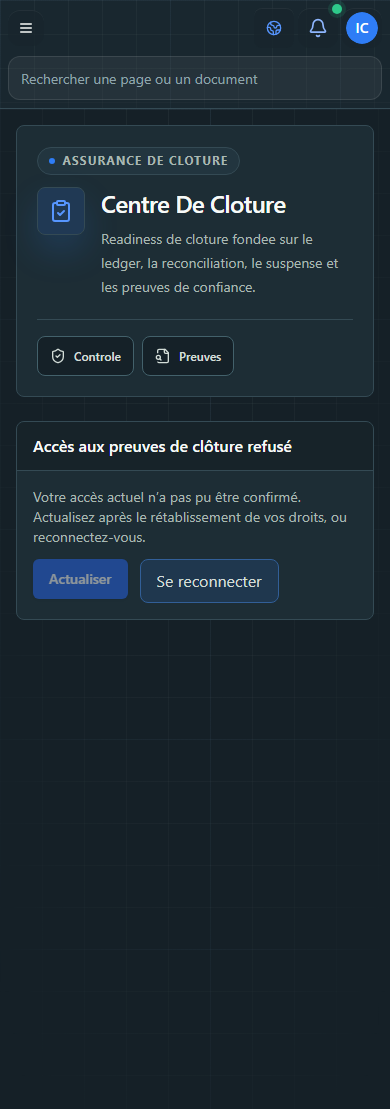 IC
Rechercher une page ou un document
ASSURANCE DE CLOTURE
Centre De Cloture
Readiness de cloture fondee sur le
ledger, la reconciliation, le suspense et
les preuves de confiance.
Controle
Preuves
Accès aux preuves de clôture refusé
Votre accès actuel n’a pas pu être confirmé.
Actualisez après le rétablissement de vos droits, ou
reconnectez-vous.
Actualiser
Se reconnecter